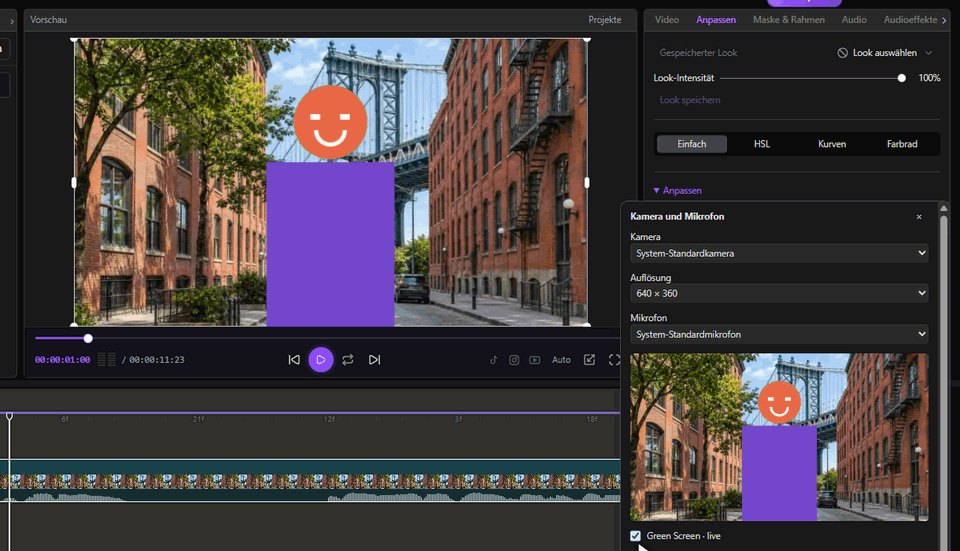 Vorschau
Projekte
Video
Anpassen
Maske & Rahmen
Audio
Audioeffekte
Gespeicherter Look
Look auswählen
Look-Intensität
100%
Look speichern
Einfach
HSL
Kurven
Farbrad
Anpassen
Kamera und Mikrofon
Kamera
System-Standardkamera
Auflösung
640 × 360
Mikrofon
System-Standardmikrofon
Green Screen · live
00:00:01:00
/ 00:00:11:23
Auto
6f
21f
12f
3f
18f